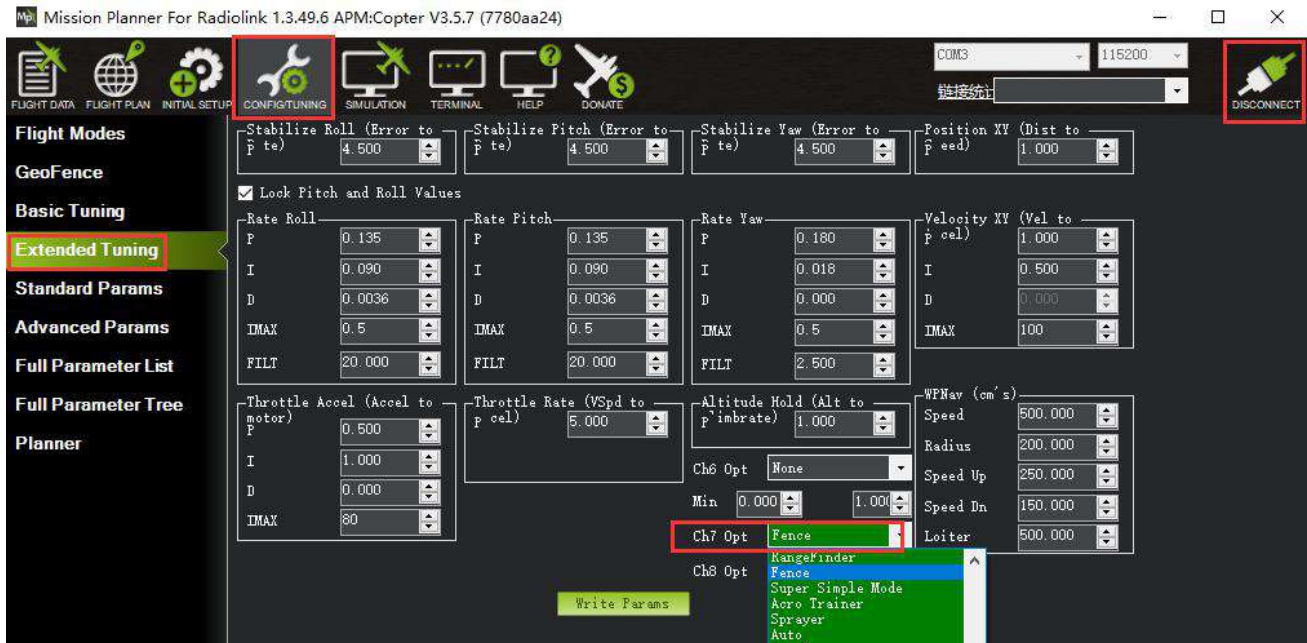 Mission Planner For Radiolink 1.3.49.6 APM:Copter V3.5.7 (7780aa24)
FLIGHT DATA FLIGHT PLAN INITIAL SETUP CONFIG/TUNING SIMULATION TERMINAL HELP DONATE
COM3 115200
链接统计
DISCONNECT
Flight Modes
GeoFence
Basic Tuning
Extended Tuning
Standard Params
Advanced Params
Full Parameter List
Full Parameter Tree
Planner
Stabilize Roll (Error to
P te) 4.500
Stabilize Pitch (Error to
P te) 4.500
Stabilize Yaw (Error to
P te) 4.500
Position XY (Dist to
P eed) 1.000
Lock Pitch and Roll Values
Rate Roll
P 0.135
I 0.090
D 0.0036
IMAX 0.5
FILT 20.000
Rate Pitch
P 0.135
I 0.090
D 0.0036
IMAX 0.5
FILT 20.000
Rate Yaw
P 0.180
I 0.018
D 0.000
IMAX 0.5
FILT 2.500
Velocity XY (Vel to
P cel) 1.000
I 0.500
D 0.000
IMAX 100
Throttle Accel (Accel to
motor)
P 0.500
I 1.000
D 0.000
IMAX 80
Throttle Rate (VSpd to
P cel) 5.000
Altitude Hold (Alt to
P imbrate) 1.000
WPNav (cm's)
Speed 500.000
Radius 200.000
Speed Up 250.000
Speed Dn 150.000
Loiter 500.000
Ch6 Opt None
Min 0.000 1.000
Ch7 Opt Fence
Ch8 Opt
RangeFinder
Fence
Super Simple Mode
Acro Trainer
Sprayer
Auto
Write Params